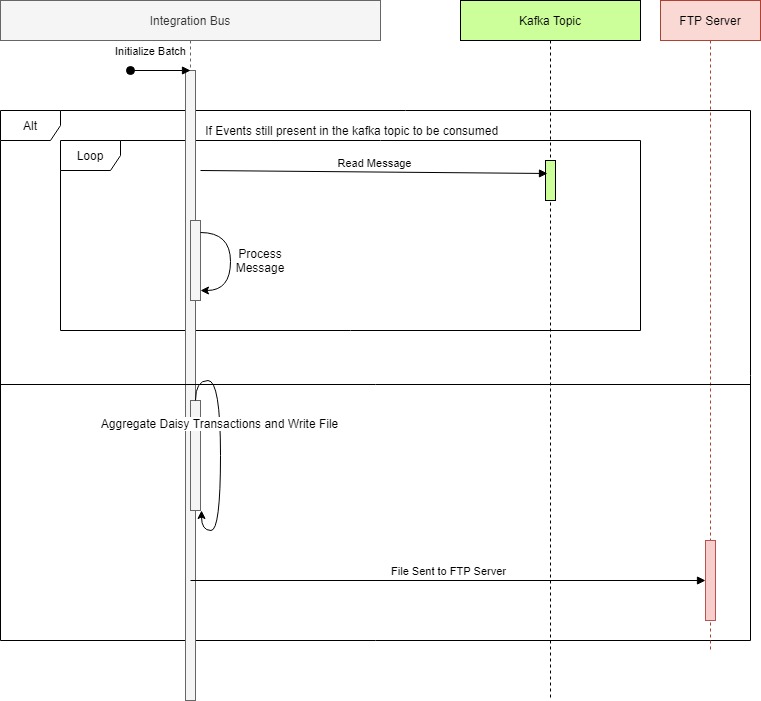 Integration Bus
Kafka Topic
FTP Server
Initialize Batch
Alt
If Events still present in the kafka topic to be consumed
Loop
Read Message
Process
Message
Aggregate Daisy Transactions and Write File
File Sent to FTP Server